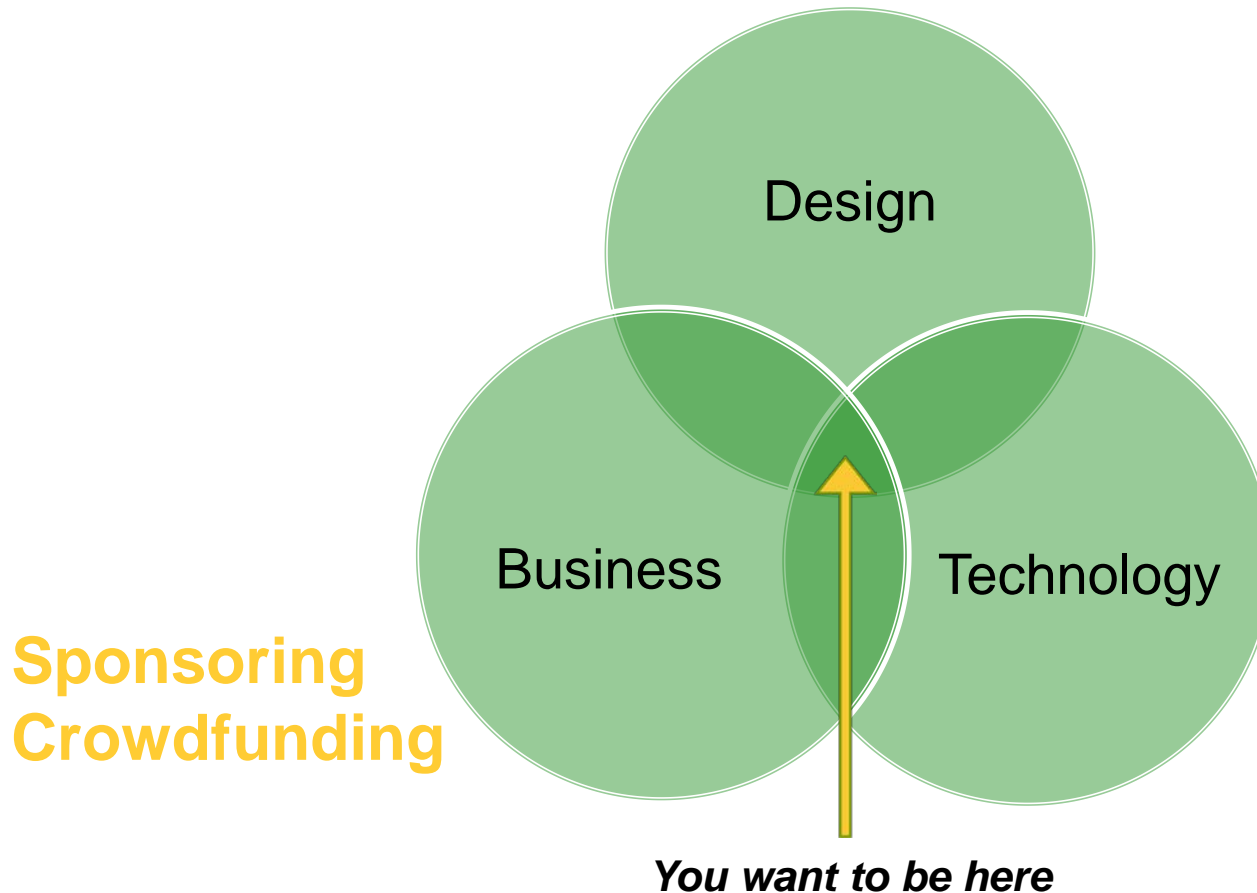 Design
Business
Technology
Sponsoring
Crowdfunding
You want to be here